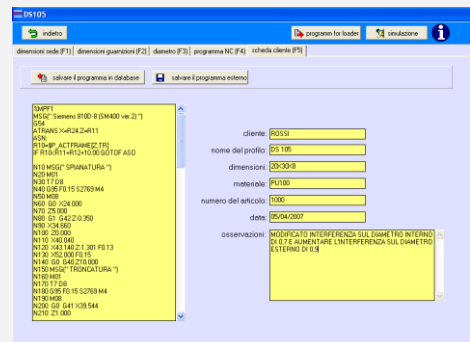 DS105
indietro
programm for loader
simulazione
dimensioni sede (F1)
dimensioni guarnizioni (F2)
diametro (F3)
programma NC (F4)
scheda cliente (F5)
salvare il programma in database
salvare il programma esterno
%MPF1
MSG(" Siemens 810D-8 (SM400 ver.2) ")
G54
ATRANS X=R24 Z=R11
ASN:
R10=$P_ACTFRAME[Z,TR]
IF R10<R11+R12+10.00 GOTOF ASO
N10 MSG(" SPIANATURA ")
N20 M01
N30 T7 D8
N40 G95 F0.15 S2769 M4
N50 M08
N60 G0 X24.000
N70 Z5.000
N80 G1 G42 Z-0.350
N90 X34.660
N100 Z0.000
N110 X40.040
N120 X43.140 Z-1.301 F0.13
N130 X52.000 F0.15
N140 G0 G40 Z10.000
N150 MSG(" TRONCATURA ")
N160 M01
N170 T7 D8
N180 G95 F0.15 S2769 M4
N190 M08
N200 G0 G41 X39.544
N210 Z1.000
cliente: ROSSI
nome del profilo: DS 105
dimensioni: 20X30X8
materiale: PU100
numero del articolo: 1000
data: 05/04/2007
osservazioni: MODIFICATO INTERFERENZA SUL DIAMETRO INTERNO
DI 0,7 E AUMENTARE L'INTERFERENZA SUL DIAMETRO
ESTERNO DI 0,9